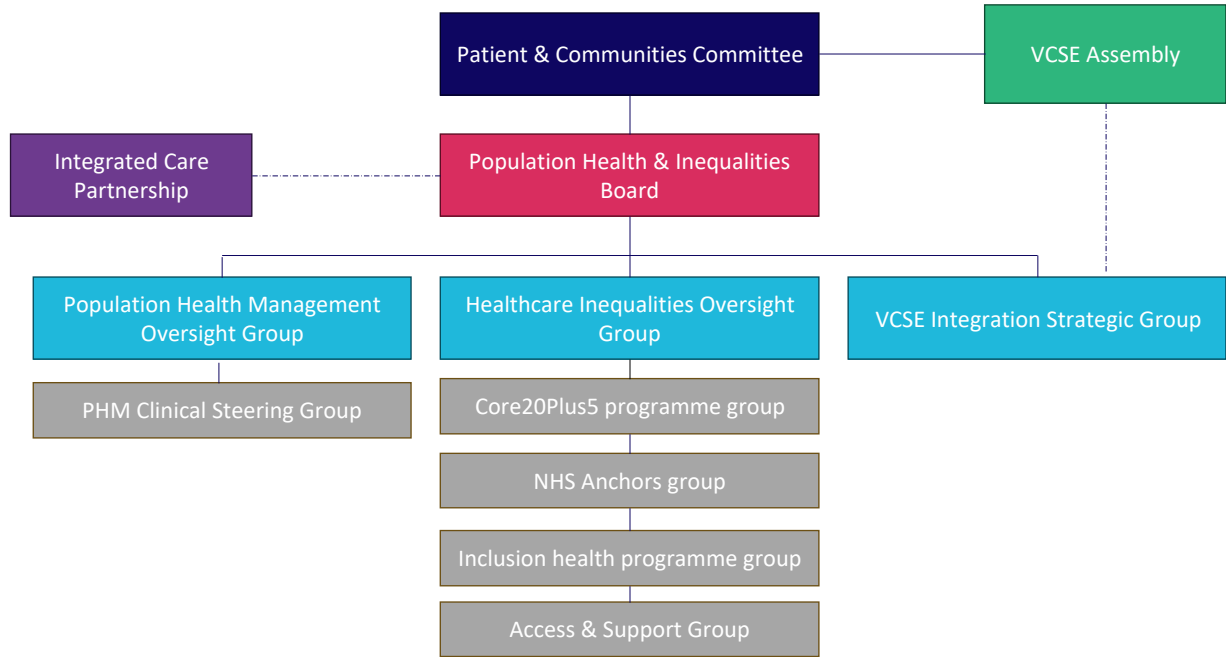 Patient & Communities Committee
VCSE Assembly
Integrated Care
Partnership
Population Health & Inequalities
Board
Population Health Management
Oversight Group
Healthcare Inequalities Oversight
Group
VCSE Integration Strategic Group
PHM Clinical Steering Group
Core20Plus5 programme group
NHS Anchors group
Inclusion health programme group
Access & Support Group